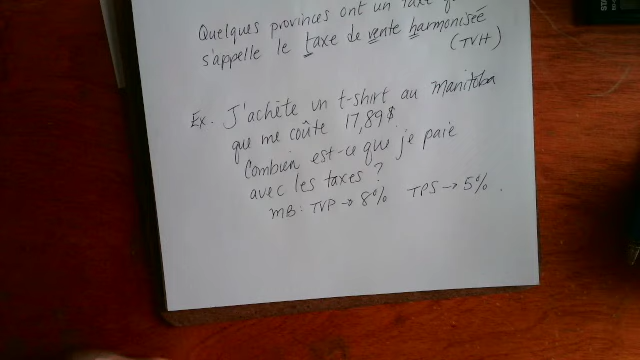 Quelques provinces ont un taxe
s'appelle le taxe de vente harmonisée
(TVH)
Ex. J'achète un t-shirt au manitoba
que me coûte 17,89$
Combien est-ce que je paie
avec les taxes ?
MB: TVP → 8% TPS → 5%.